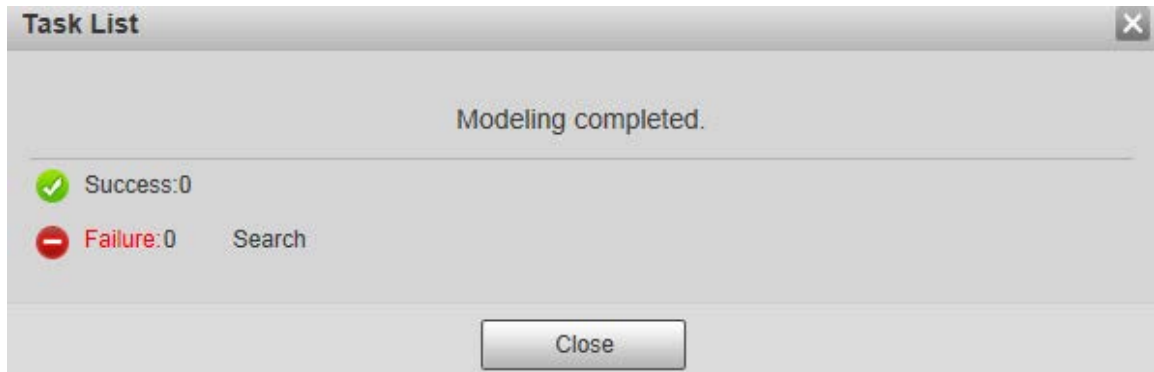 Task List
Modeling completed.
Success:0
Failure:0 Search
Close